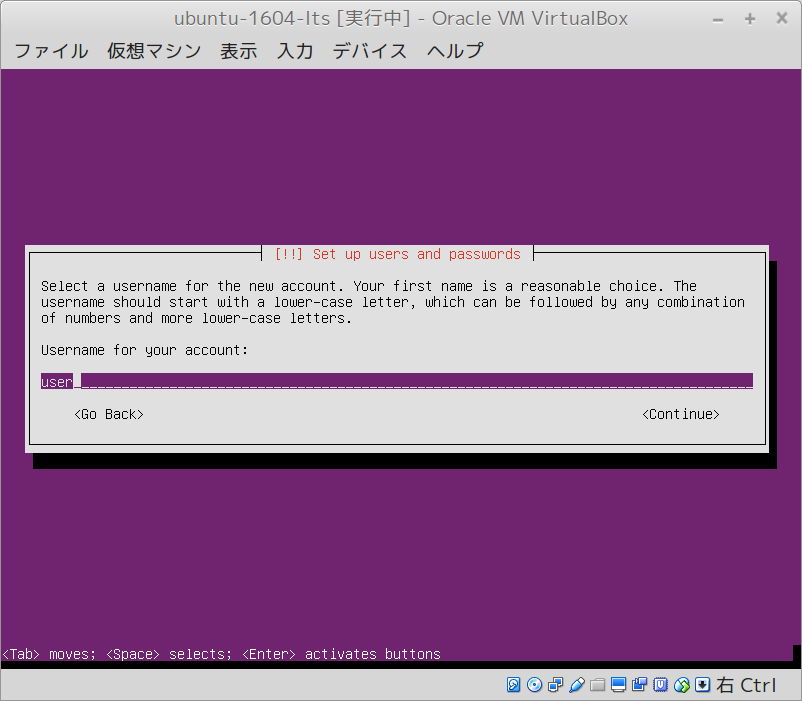 ubuntu-1604-lts [実行中] - Oracle VM VirtualBox
ファイル 仮想マシン 表示 入力 デバイス ヘルプ
[!!] Set up users and passwords
Select a username for the new account. Your first name is a reasonable choice. The
username should start with a lower-case letter, which can be followed by any combination
of numbers and more lower-case letters.
Username for your account:
user
<Go Back> <Continue>
<Tab> moves; <Space> selects; <Enter> activates buttons
右 Ctrl